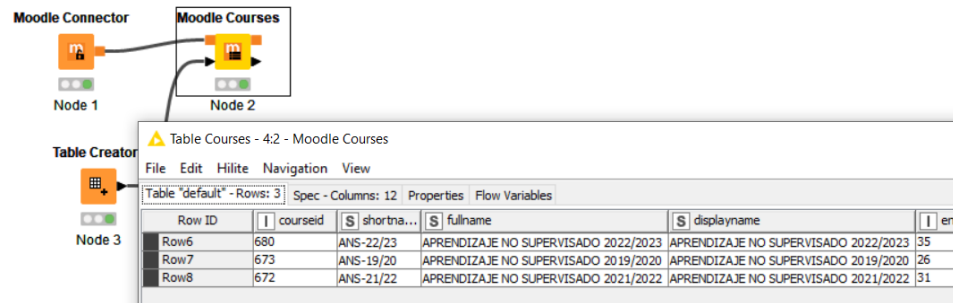 Moodle Connector
Moodle Courses
Node 1
Node 2
Table Creator
Node 3
Table Courses - 4:2 - Moodle Courses
File Edit Hilite Navigation View
Table "default" - Rows: 3 Spec - Columns: 12 Properties Flow Variables
Row ID I courseid S shortna... S fullname S displayname I en
Row6 680 ANS-22/23 APRENDIZAJE NO SUPERVISADO 2022/2023 APRENDIZAJE NO SUPERVISADO 2022/2023 35
Row7 673 ANS-19/20 APRENDIZAJE NO SUPERVISADO 2019/2020 APRENDIZAJE NO SUPERVISADO 2019/2020 26
Row8 672 ANS-21/22 APRENDIZAJE NO SUPERVISADO 2021/2022 APRENDIZAJE NO SUPERVISADO 2021/2022 31